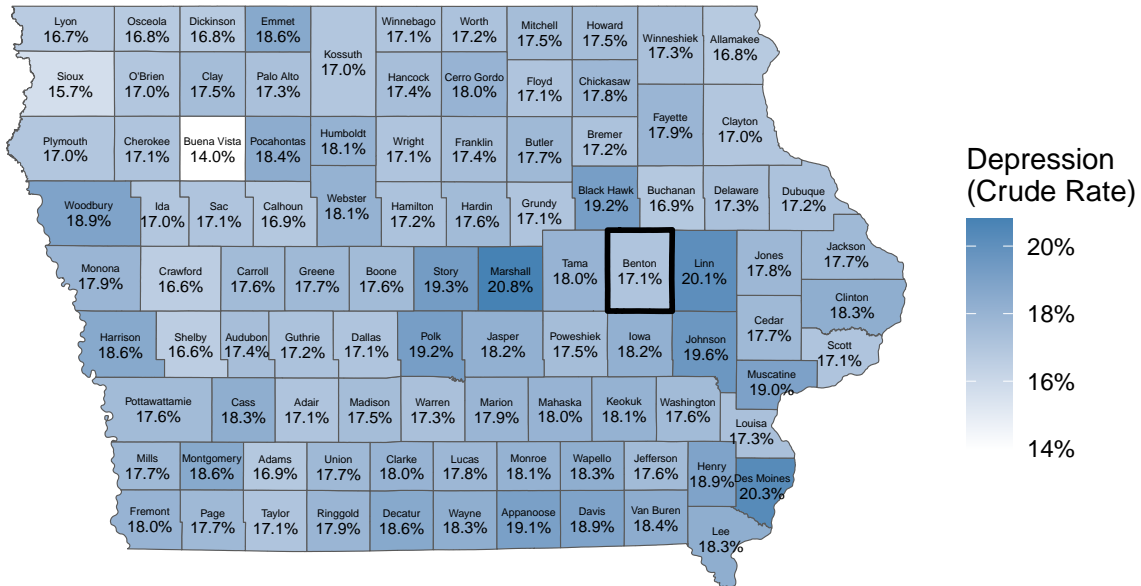 Lyon
16.7%
Osceola
16.8%
Dickinson
16.8%
Emmet
18.6%
Kossuth
17.0%
Winnebago
17.1%
Worth
17.2%
Mitchell
17.5%
Howard
17.5%
Winneshiek
17.3%
Allamakee
16.8%
Sioux
15.7%
O'Brien
17.0%
Clay
17.5%
Palo Alto
17.3%
Hancock
17.4%
Cerro Gordo
18.0%
Floyd
17.1%
Chickasaw
17.8%
Fayette
17.9%
Clayton
17.0%
Plymouth
17.0%
Cherokee
17.1%
Buena Vista
14.0%
Pocahontas
18.4%
Humboldt
18.1%
Wright
17.1%
Franklin
17.4%
Butler
17.7%
Bremer
17.2%
Woodbury
18.9%
Ida
17.0%
Sac
17.1%
Calhoun
16.9%
Webster
18.1%
Hamilton
17.2%
Hardin
17.6%
Grundy
17.1%
Black Hawk
19.2%
Buchanan
16.9%
Delaware
17.3%
Dubuque
17.2%
Monona
17.9%
Crawford
16.6%
Carroll
17.6%
Greene
17.7%
Boone
17.6%
Story
19.3%
Marshall
20.8%
Tama
18.0%
Benton
17.1%
Linn
20.1%
Jones
17.8%
Jackson
17.7%
Clinton
18.3%
Harrison
18.6%
Shelby
16.6%
Audubon
17.4%
Guthrie
17.2%
Dallas
17.1%
Polk
19.2%
Jasper
18.2%
Poweshiek
17.5%
Iowa
18.2%
Johnson
19.6%
Cedar
17.7%
Scott
17.1%
Muscatine
19.0%
Pottawattamie
17.6%
Cass
18.3%
Adair
17.1%
Madison
17.5%
Warren
17.3%
Marion
17.9%
Mahaska
18.0%
Keokuk
18.1%
Washington
17.6%
Louisa
17.3%
Mills
17.7%
Montgomery
18.6%
Adams
16.9%
Union
17.7%
Clarke
18.0%
Lucas
17.8%
Monroe
18.1%
Wapello
18.3%
Jefferson
17.6%
Henry
18.9%
Des Moines
20.3%
Fremont
18.0%
Page
17.7%
Taylor
17.1%
Ringgold
17.9%
Decatur
18.6%
Wayne
18.3%
Appanoose
19.1%
Davis
18.9%
Van Buren
18.4%
Lee
18.3%
Depression
(Crude Rate)
20%
18%
16%
14%